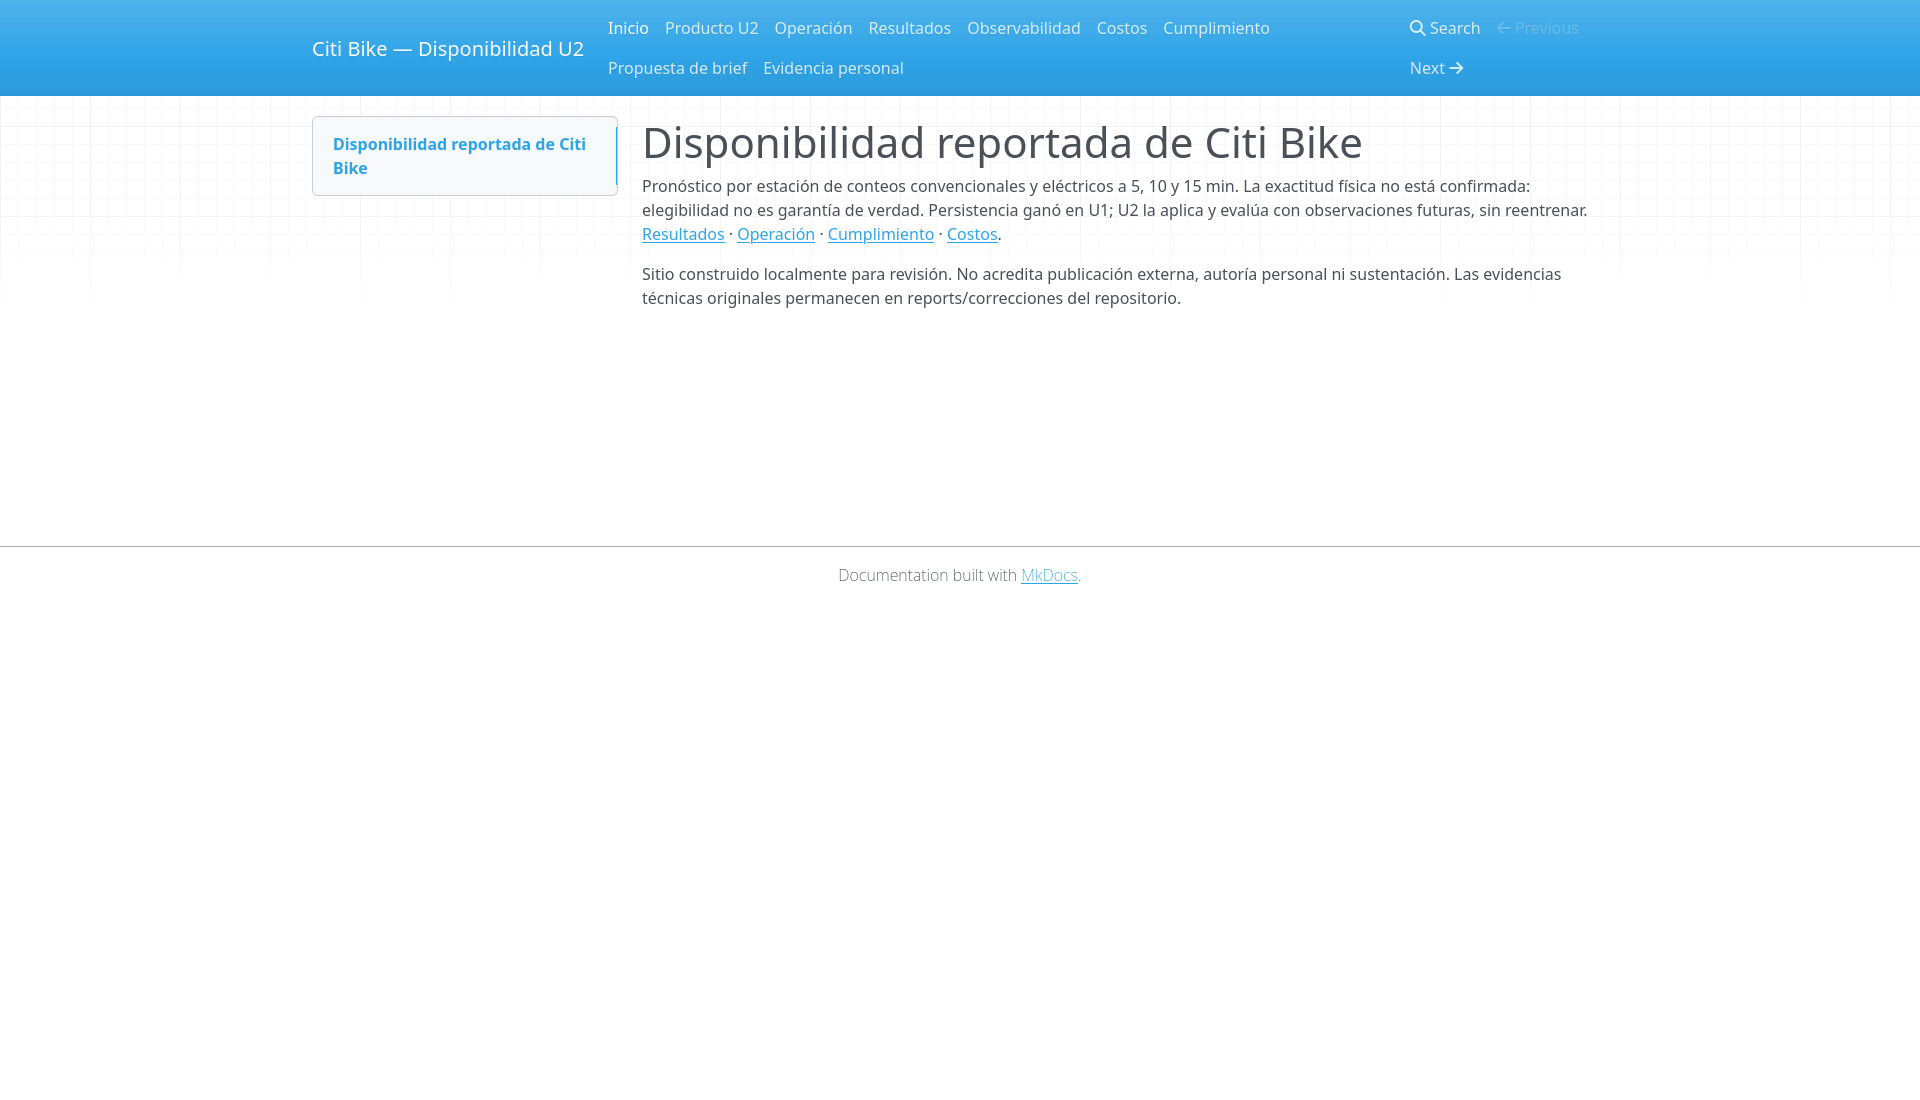 Citi Bike — Disponibilidad U2
Inicio Producto U2 Operación Resultados Observabilidad Costos Cumplimiento
Propuesta de brief Evidencia personal
Search Previous
Next
Disponibilidad reportada de Citi
Bike
Disponibilidad reportada de Citi Bike
Pronóstico por estación de conteos convencionales y eléctricos a 5, 10 y 15 min. La exactitud física no está confirmada:
elegibilidad no es garantía de verdad. Persistencia ganó en U1; U2 la aplica y evalúa con observaciones futuras, sin reentrenar.
Resultados · Operación · Cumplimiento · Costos.
Sitio construido localmente para revisión. No acredita publicación externa, autoría personal ni sustentación. Las evidencias
técnicas originales permanecen en reports/correcciones del repositorio.
Documentation built with MkDocs.